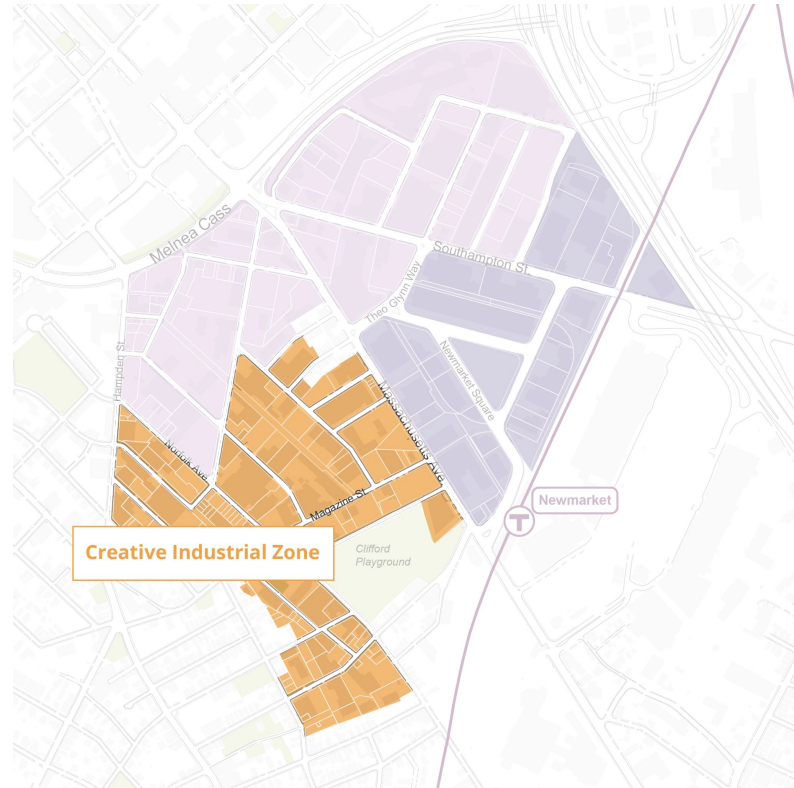 Melnea Cass
Southampton St.
Theo Glynn Way
Newmarket Square
Hampden St.
Massachusetts Ave
Norfolk Ave
Magazine St.
Newmarket
T
Creative Industrial Zone
Clifford
Playground